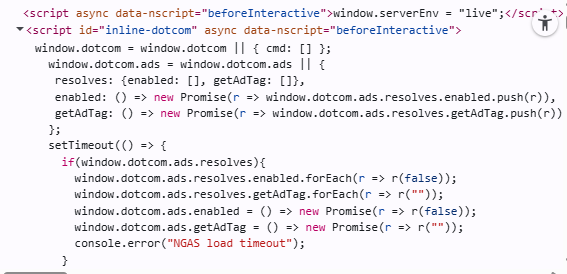 <script async data-nscript="beforeInteractive">window.serverEnv = "live";</script>
<script id="inline-dotcom" data-nscript="beforeInteractive">
window.dotcom = window.dotcom || { cmd: [] };
window.dotcom.ads = window.dotcom.ads || {
resolves: {enabled: [], getAdTag: []},
enabled: () => new Promise(r => window.dotcom.ads.resolves.enabled.push(r)),
getAdTag: () => new Promise(r => window.dotcom.ads.resolves.getAdTag.push(r))
};
setTimeout(() => {
if(window.dotcom.ads.resolves){
window.dotcom.ads.resolves.enabled.forEach(r => r(false));
window.dotcom.ads.resolves.getAdTag.forEach(r => r(""));
window.dotcom.ads.enabled = () => new Promise(r => r(false));
window.dotcom.ads.getAdTag = () => new Promise(r => r(""));
console.error("NGAS load timeout");
}